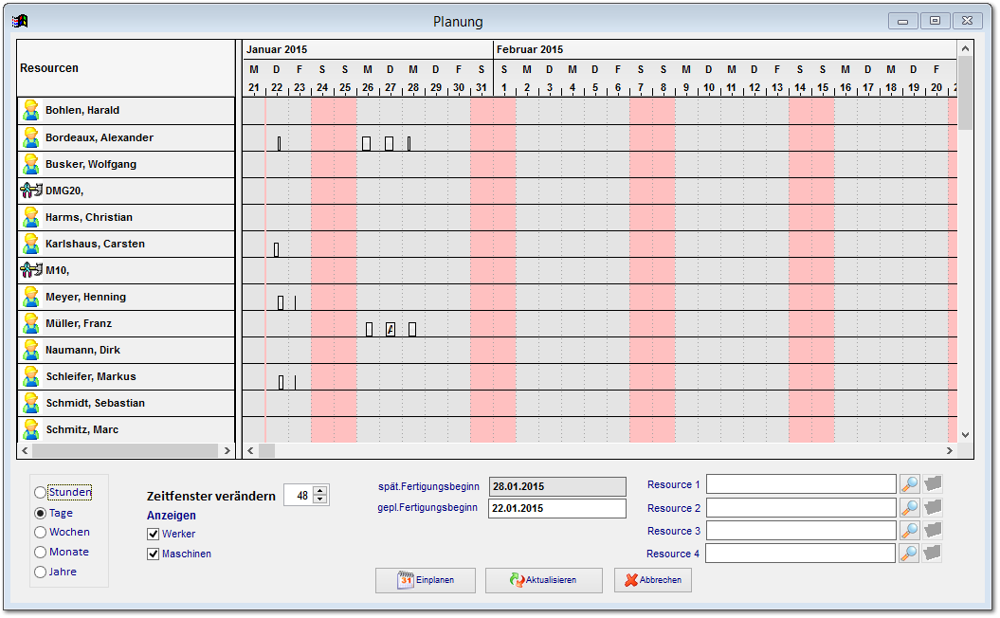 Planung
Januar 2015 Februar 2015
Resourcen
M D F S S M D M D F S S M D M D F S S M D M D F S S M D M D F
21 22 23 24 25 26 27 28 29 30 31 1 2 3 4 5 6 7 8 9 10 11 12 13 14 15 16 17 18 19 20
Bohlen, Harald
Bordeaux, Alexander
Busker, Wolfgang
DMG20,
Harms, Christian
Karlshaus, Carsten
M10,
Meyer, Henning
Müller, Franz
Naumann, Dirk
Schleifer, Markus
Schmidt, Sebastian
Schmitz, Marc
Stunden
Tage
Wochen
Monate
Jahre
Zeitfenster verändern 48
Anzeigen
Werker
Maschinen
spät.Fertigungsbeginn 28.01.2015
gepl.Fertigungsbeginn 22.01.2015
Resource 1
Resource 2
Resource 3
Resource 4
31 Einplanen
Aktualisieren
Abbrechen